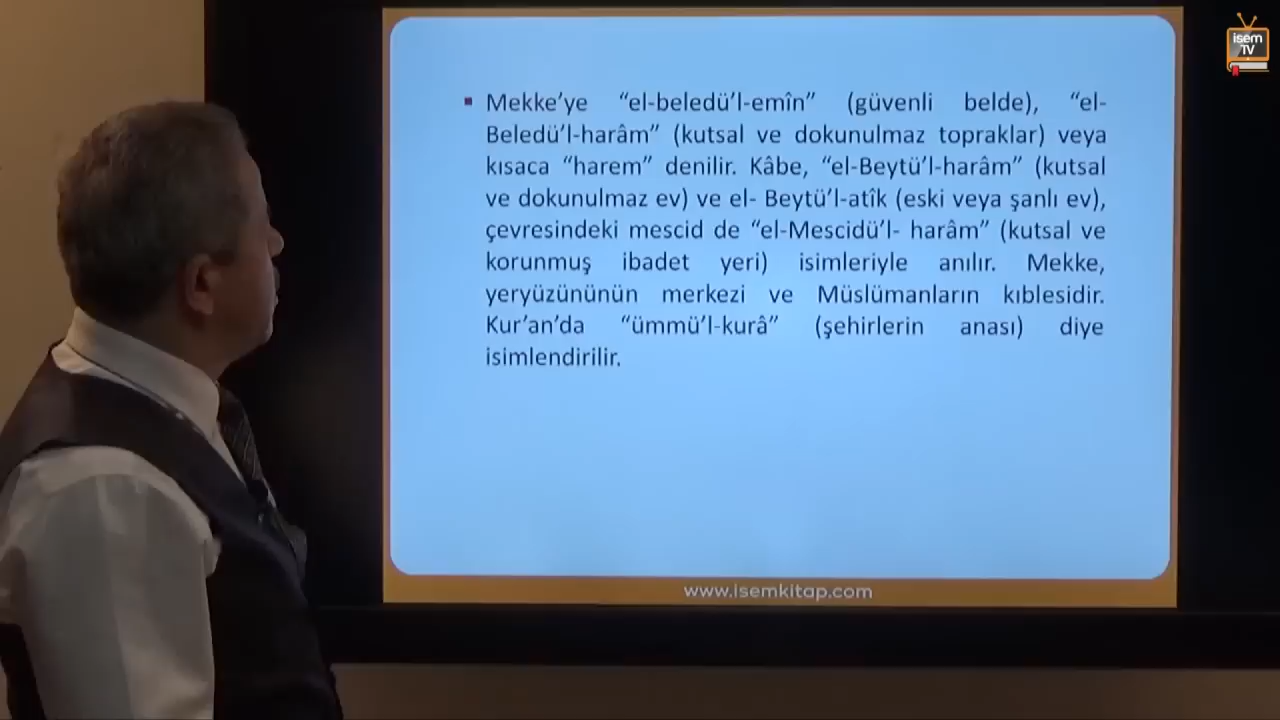 isem
TV
▪ Mekke’ye “el-beledü’l-emîn” (güvenli belde), “el-
Beledü’l-harâm” (kutsal ve dokunulmaz topraklar) veya
kısaca “harem” denilir. Kâbe, “el-Beytü’l-harâm” (kutsal
ve dokunulmaz ev) ve el- Beytü’l-atîk (eski veya şanlı ev),
çevresindeki mescid de “el-Mescidü’l- harâm” (kutsal ve
korunmuş ibadet yeri) isimleriyle anılır. Mekke,
yeryüzününün merkezi ve Müslümanların kıblesidir.
Kur’an’da “ümmü’l-kurâ” (şehirlerin anası) diye
isimlendirilir.
www.isemkitap.com